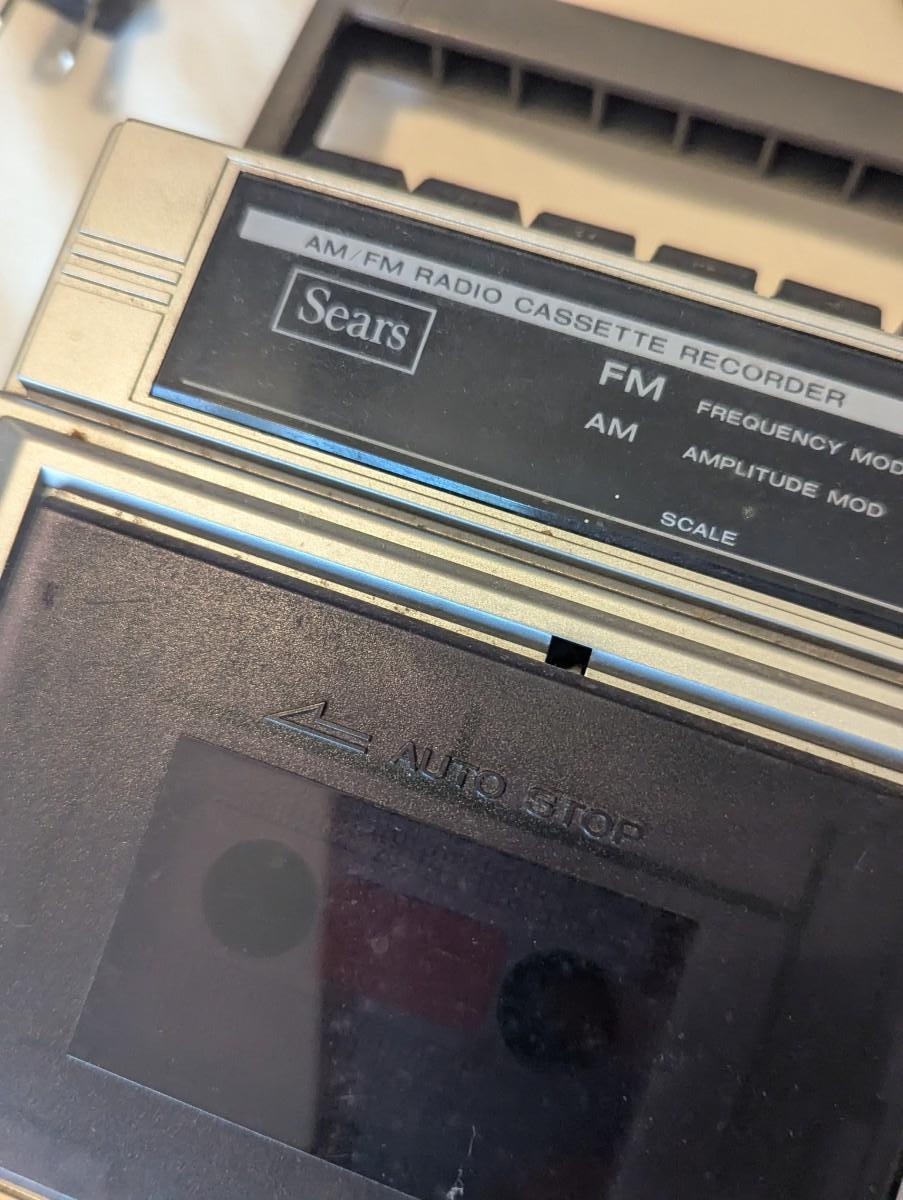 AM/FM RADIO CASSETTE RECORDER
Sears
FM FREQUENCY MOD
AM AMPLITUDE MOD
SCALE
AUTO STOP